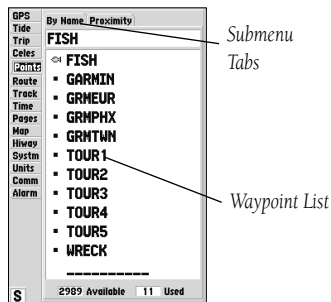 GPS
Tide
Trip
Celes
Points
Route
Track
Time
Pages
Map
Hiway
Systm
Units
Comm
Alarm
S
By Name Proximity
FISH
FISH
GARMIN
GRMEUR
GRMPHX
GRMTWN
TOUR1
TOUR2
TOUR3
TOUR4
TOUR5
WRECK
----------
2989 Available 11 Used
Submenu
Tabs
Waypoint List